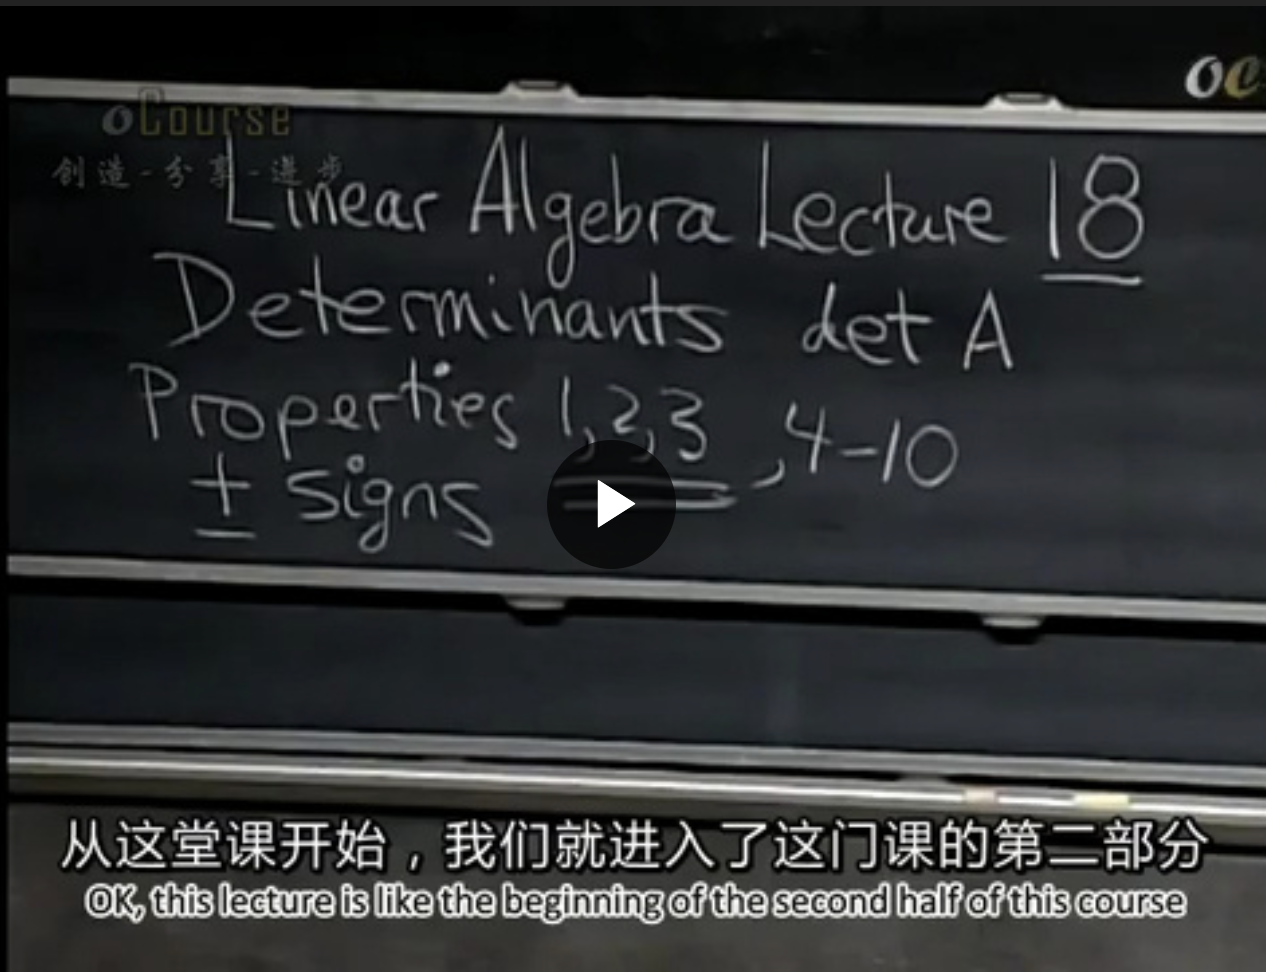 oc
oCourse
创造-分享-进步
Linear Algebra Lecture 18
Determinants det A
Properties 1,2,3,4-10
± signs
从这堂课开始，我们就进入了这门课的第二部分
OK, this lecture is like the beginning of the second half of this course